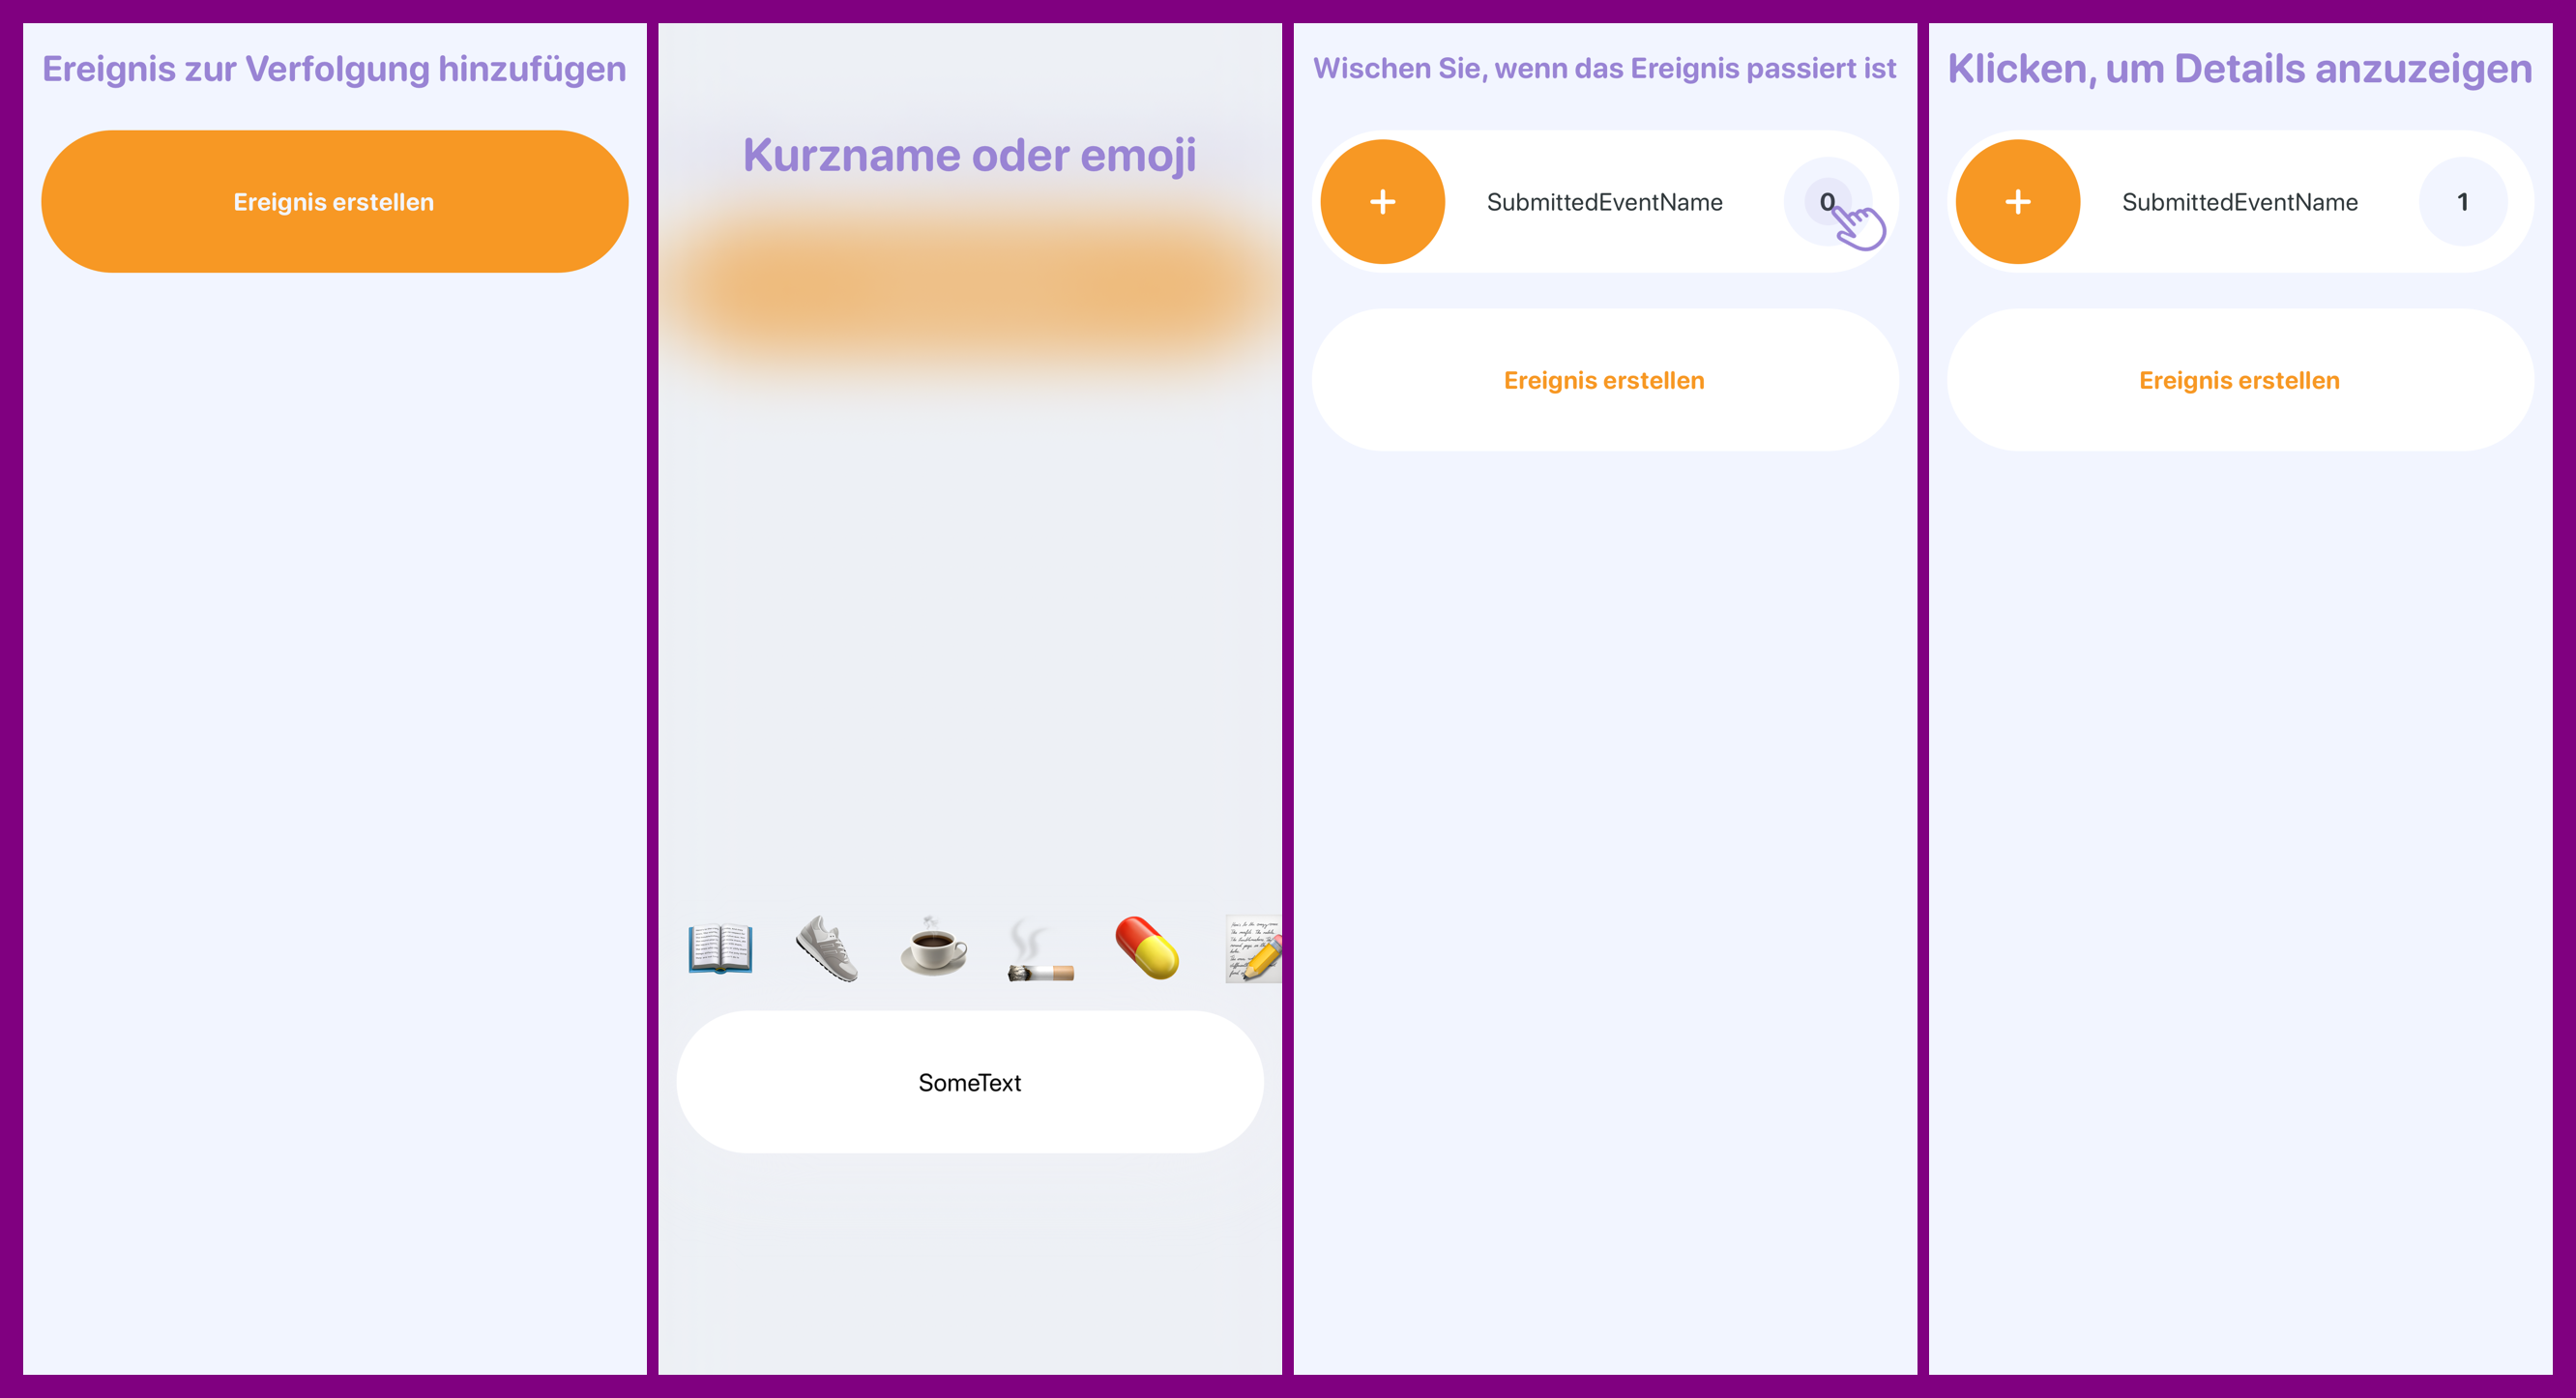 Ereignis zur Verfolgung hinzufügen
Ereignis erstellen
Kurzname oder emoji
SomeText
Wischen Sie, wenn das Ereignis passiert ist
+ SubmittedEventName 0
Ereignis erstellen
Klicken, um Details anzuzeigen
+ SubmittedEventName 1
Ereignis erstellen